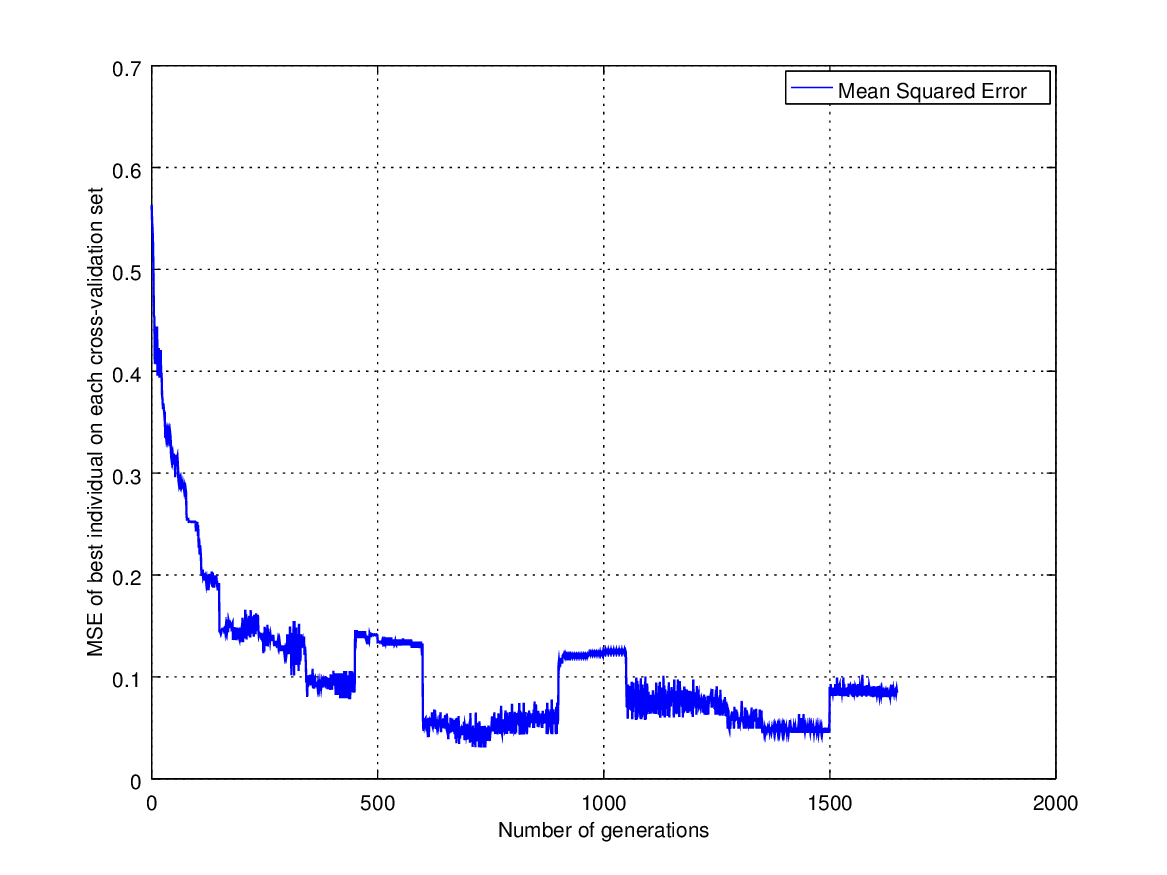 0.7
0.6
0.5
0.4
0.3
0.2
0.1
0
MSE of best individual on each cross-validation set
Mean Squared Error
0 500 1000 1500 2000
Number of generations